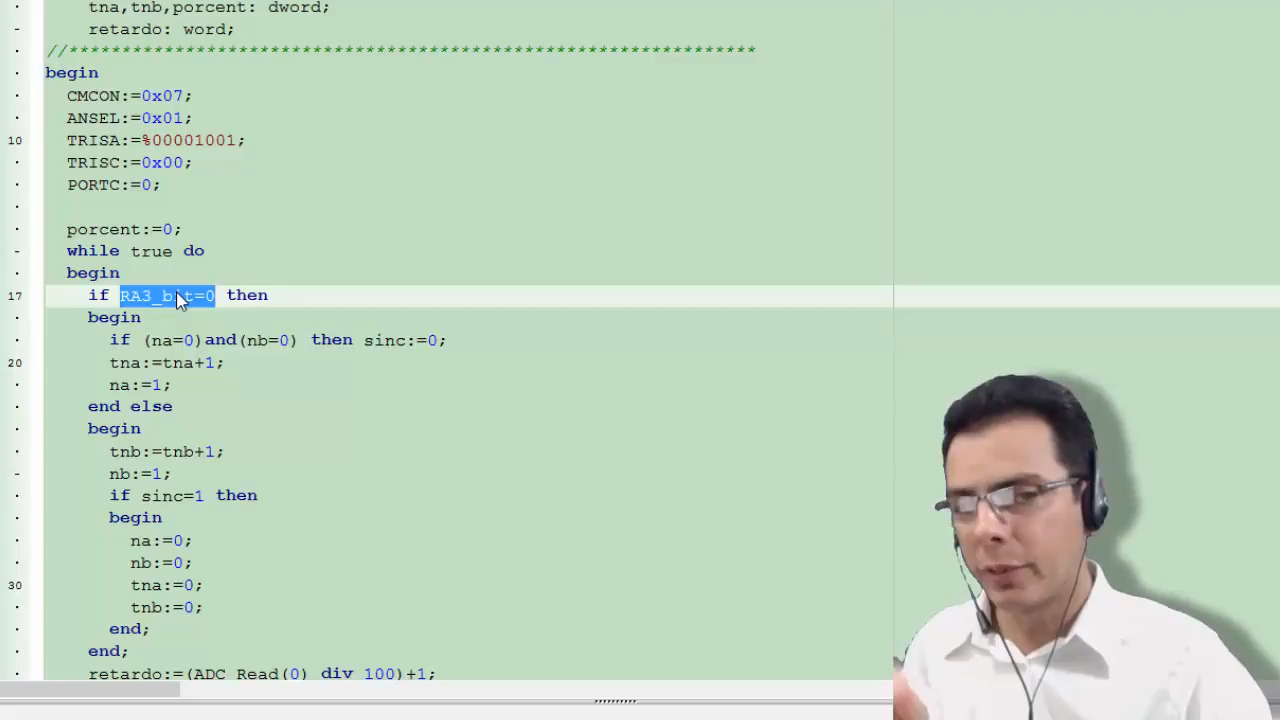 tna,tnb,porcent: dword;
retardo: word;
//*****************************************************************
begin
CMCON:=0x07;
ANSEL:=0x01;
10 TRISA:=%00001001;
TRISC:=0x00;
PORTC:=0;
porcent:=0;
while true do
begin
17 if RA3_bit=0 then
begin
if (na=0)and(nb=0) then sinc:=0;
20 tna:=tna+1;
na:=1;
end else
begin
tnb:=tnb+1;
nb:=1;
if sinc=1 then
begin
na:=0;
nb:=0;
30 tna:=0;
tnb:=0;
end;
end;
retardo:=(ADC_Read(0) div 100)+1;